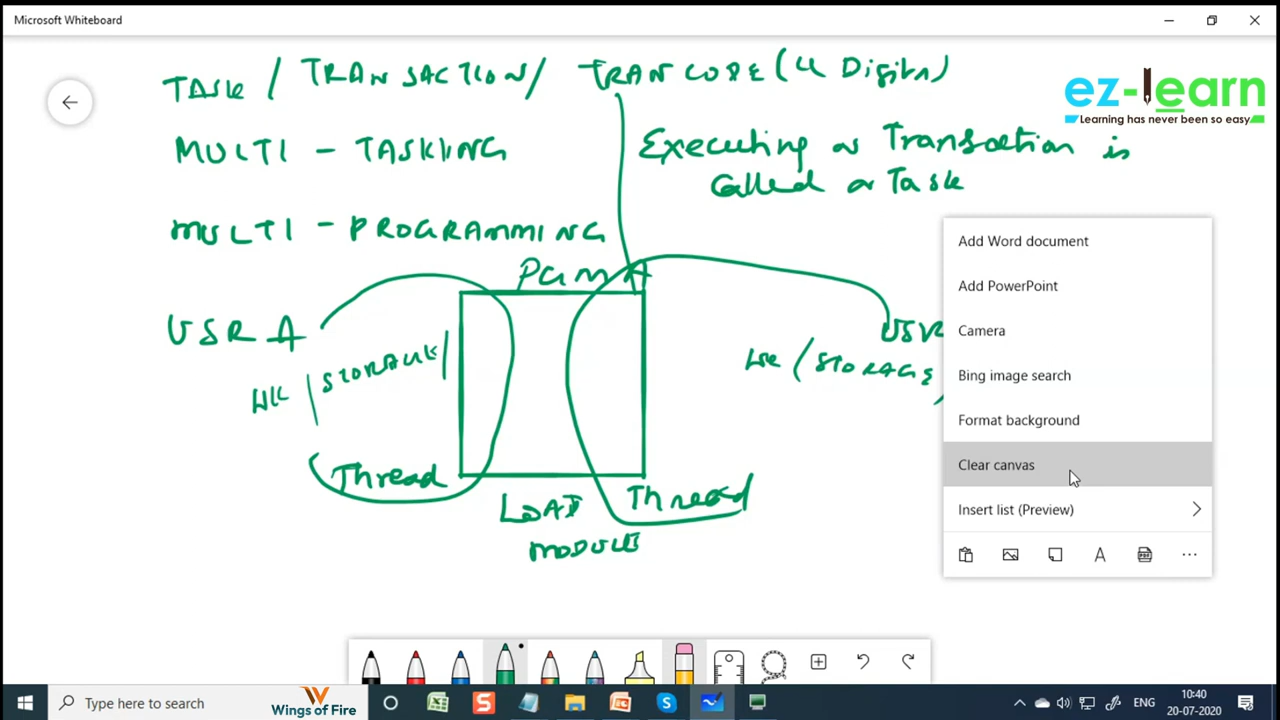 Microsoft Whiteboard
TASK / TRANSACTION / TRANCODE (4 Digits)
ez-learn
Learning has never been so easy
MULTI - TASKING
Executing a Transaction is
Called a Task
MULTI - PROGRAMMING
PGM A
USR A
USR
WK / STORAGE /
WK / STORAGE
Thread
Thread
LOAD
MODULE
Add Word document
Add PowerPoint
Camera
Bing image search
Format background
Clear canvas
Insert list (Preview)
Type here to search
Wings of Fire
ENG
10:40
20-07-2020